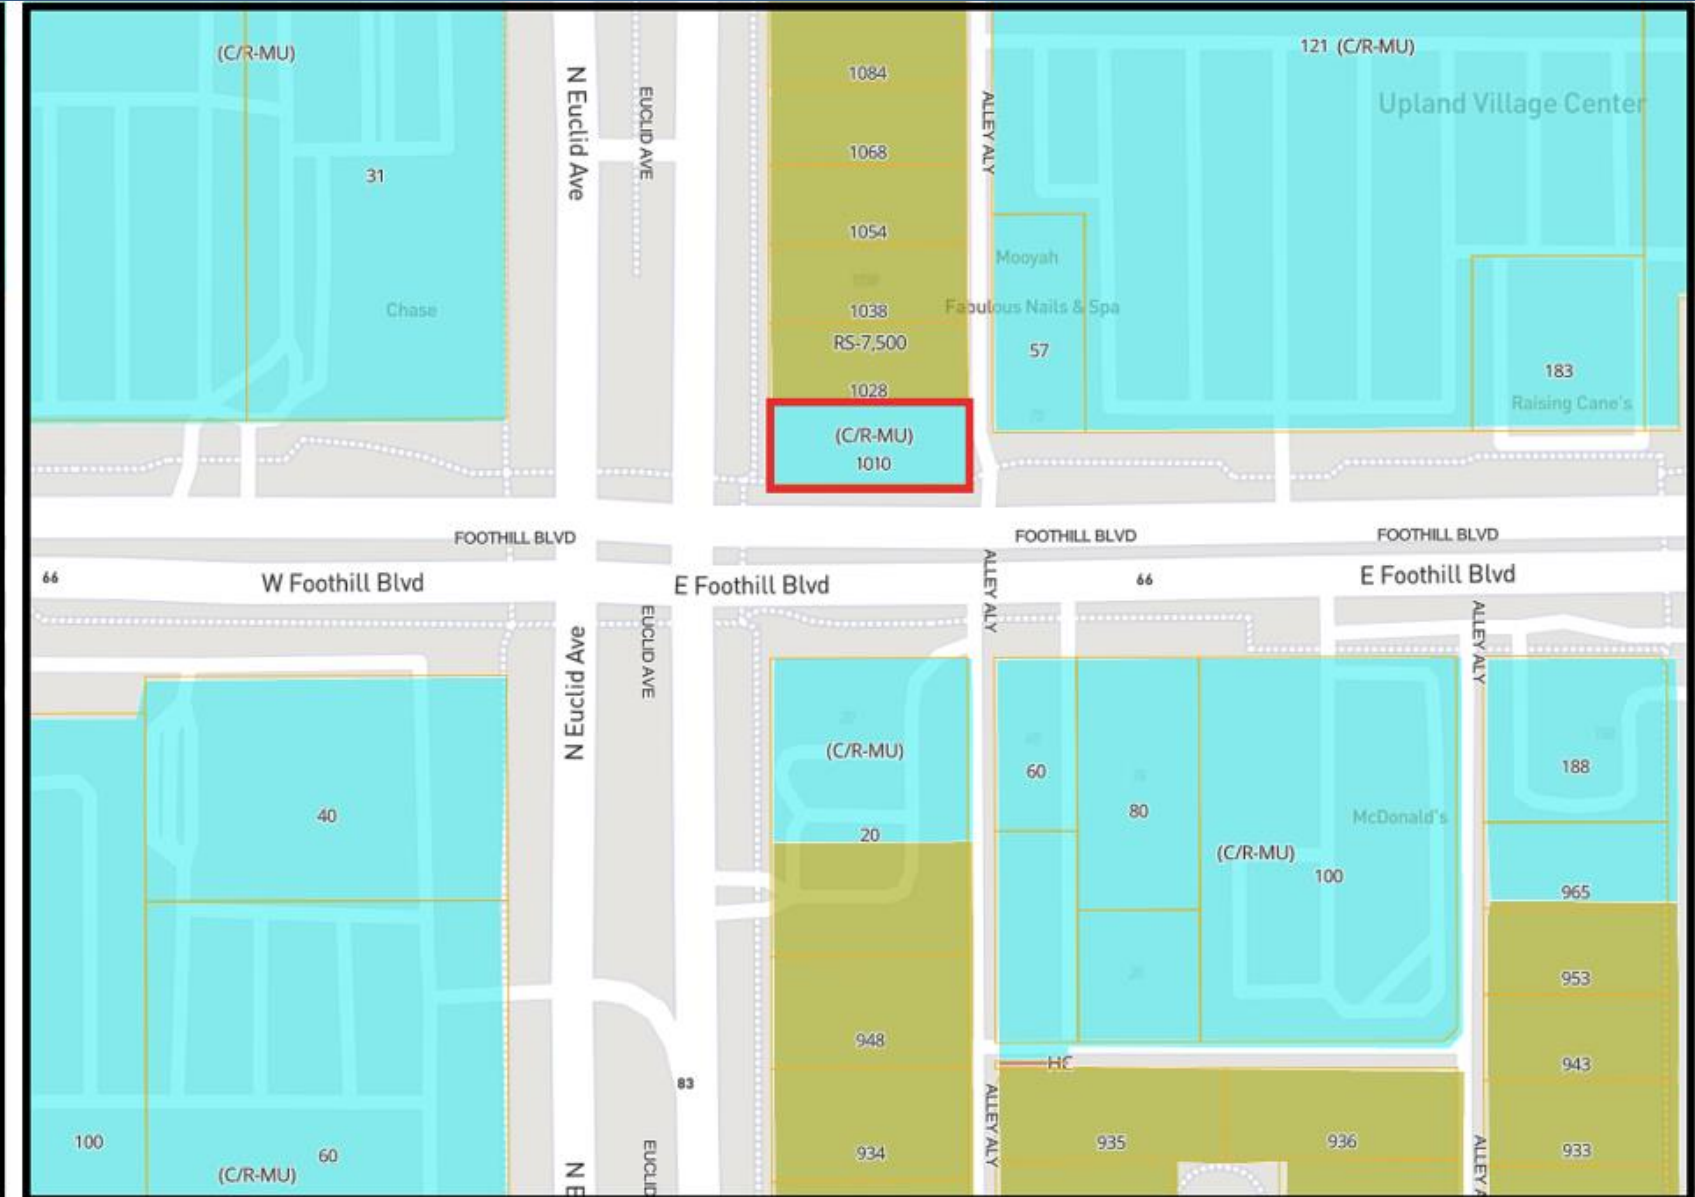 (C/R-MU)
31
Chase
N Euclid Ave
EUCLID AVE
1084
1068
1054
1038
RS-7,500
1028
(C/R-MU)
1010
ALLEY ALY
121 (C/R-MU)
Upland Village Center
Mooyah
Fabulous Nails & Spa
57
183
Raising Cane's
FOOTHILL BLVD
FOOTHILL BLVD
FOOTHILL BLVD
66
W Foothill Blvd
E Foothill Blvd
66
E Foothill Blvd
ALLEY ALY
N Euclid Ave
EUCLID AVE
ALLEY ALY
40
(C/R-MU)
20
60
80
(C/R-MU)
100
McDonald's
188
965
953
948
943
HC
83
100
60
(C/R-MU)
N E
EUCLID
934
ALLEY ALY
935
936
ALLEY A
933